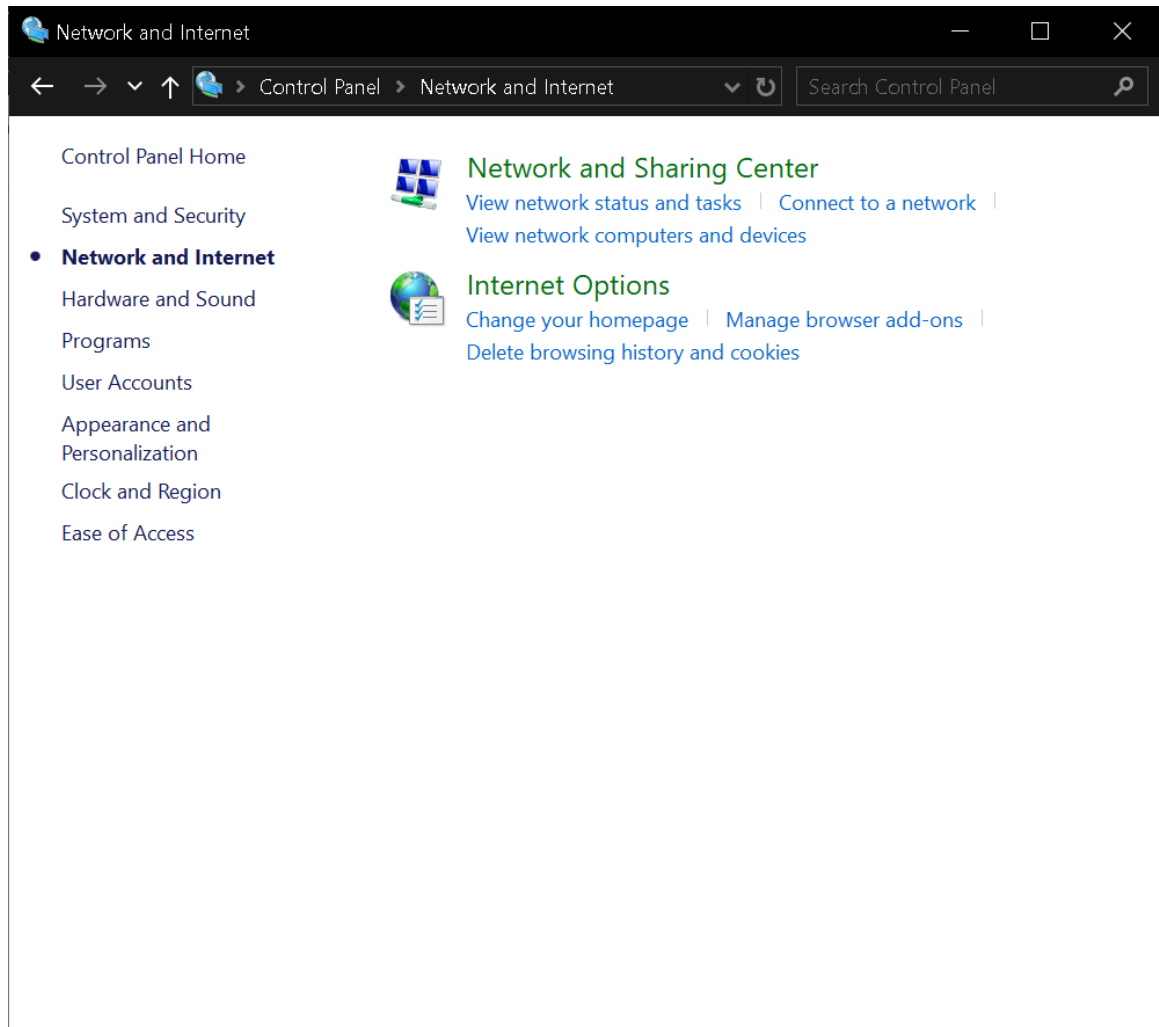 Network and Internet
Control Panel > Network and Internet
Search Control Panel
Control Panel Home
System and Security
Network and Internet
Hardware and Sound
Programs
User Accounts
Appearance and
Personalization
Clock and Region
Ease of Access
Network and Sharing Center
View network status and tasks | Connect to a network |
View network computers and devices
Internet Options
Change your homepage | Manage browser add-ons |
Delete browsing history and cookies